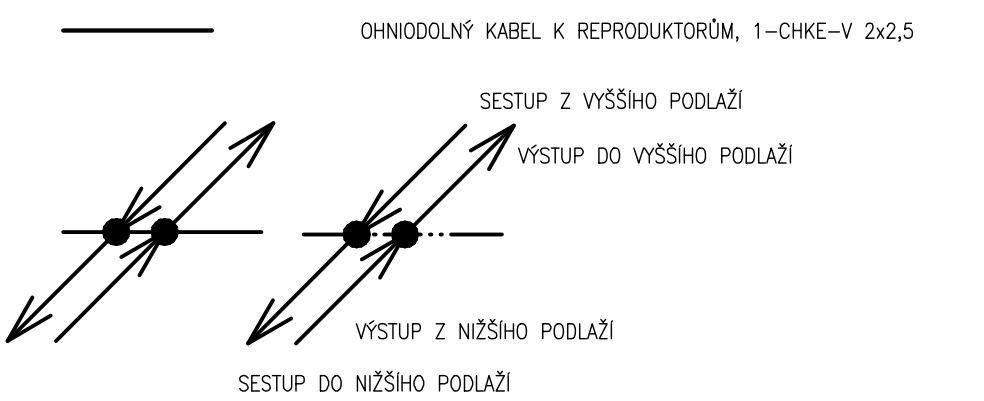 OHNIODOLNÝ KABEL K REPRODUKTORŮM, 1-CHKE-V 2x2,5
SESTUP Z VYŠŠÍHO PODLAŽÍ
VÝSTUP DO VYŠŠÍHO PODLAŽÍ
VÝSTUP Z NIŽŠÍHO PODLAŽÍ
SESTUP DO NIŽŠÍHO PODLAŽÍ